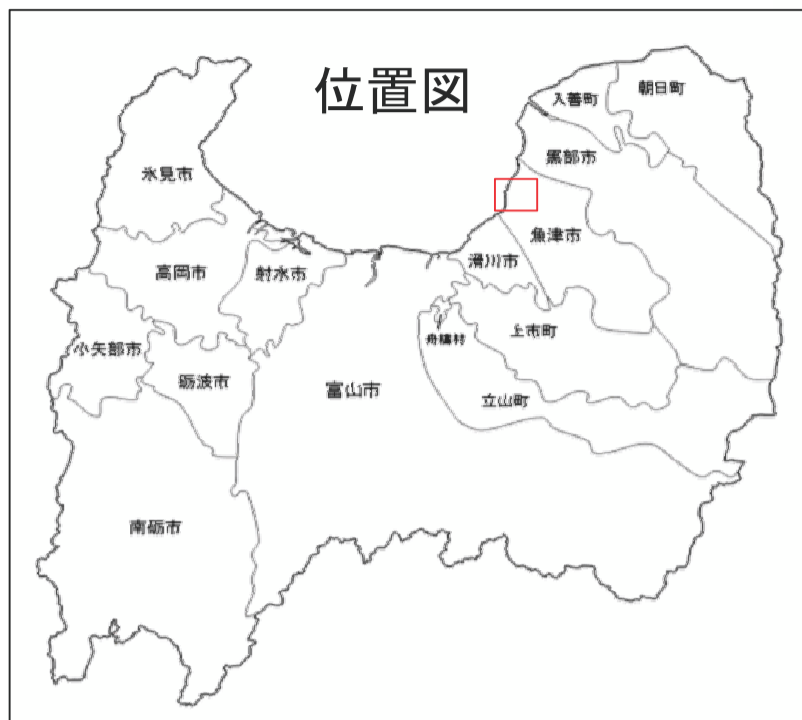 位置図
入善町
朝日町
黒部市
氷見市
魚津市
滑川市
高岡市
射水市
上市町
舟橋村
小矢部市
砺波市
富山市
立山町
南砺市